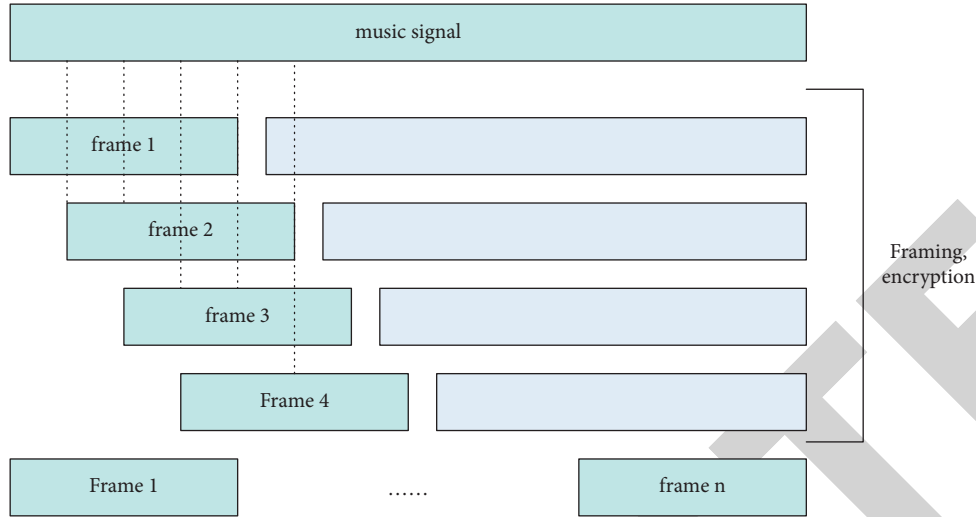 music signal
frame 1
frame 2
Framing,
encryption
frame 3
Frame 4
Frame 1
......
frame n